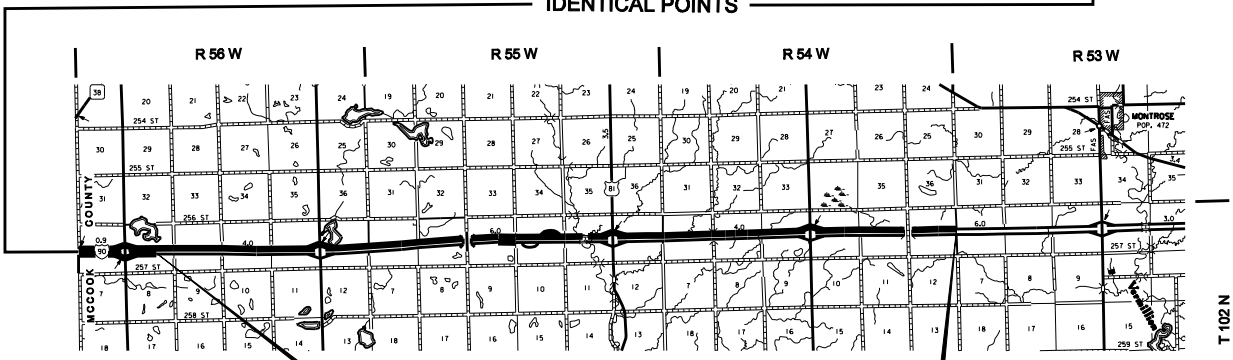 IDENTICAL POINTS
R 56 W R 55 W R 54 W R 53 W
38 20 21 22 23 24 19 20 21 22 23 24 19 20 21 22 23 24 254 ST MONTROSE
254 ST FAS POP. 472
30 29 28 27 26 25 30 29 28 27 26 25 30 29 28 27 26 25 30 29 28 255 ST FAS 3.4
255 ST 3.5
31 32 33 34 35 36 31 32 33 34 35 81 36 31 32 33 35 36 31 32 33 34 35
256 ST
0.9 90 4.0 6.0 4.0 6.0 3.0
257 ST 257 ST
MCCOOK COUNTY
7 8 9 10 11 12 7 9 10 11 12 7 8 9 10 11 12 8 9
258 ST Vermillion
18 17 16 15 14 13 18 17 16 15 14 13 18 17 16 15 14 13 18 17 16 15
259 ST
T 102 N